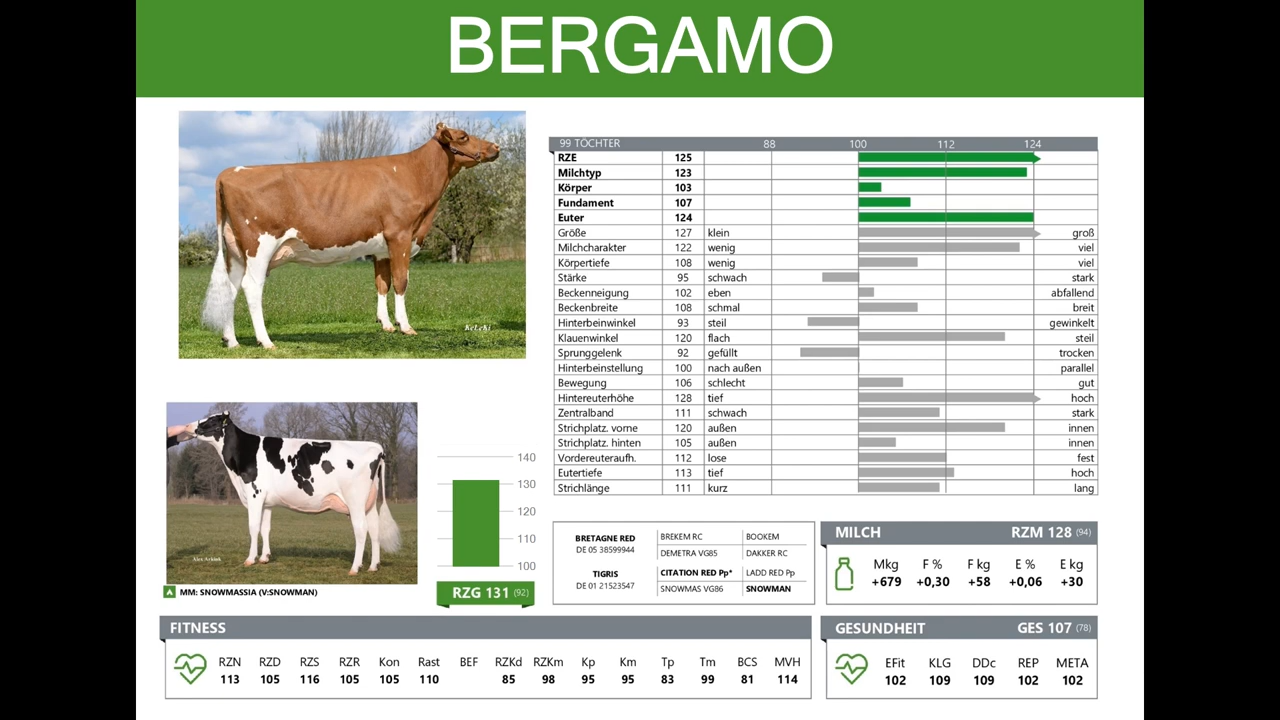 BERGAMO
KeLeKi
99 TÖCHTER 88 100 112 124
RZE 125
Milchtyp 123
Körper 103
Fundament 107
Euter 124
Größe 127 klein groß
Milchcharakter 122 wenig viel
Körpertiefe 108 wenig viel
Stärke 95 schwach stark
Beckenneigung 102 eben abfallend
Beckenbreite 108 schmal breit
Hinterbeinwinkel 93 steil gewinkelt
Klauenwinkel 120 flach steil
Sprunggelenk 92 gefüllt trocken
Hinterbeinstellung 100 nach außen parallel
Bewegung 106 schlecht gut
Hintereuterhöhe 128 tief hoch
Zentralband 111 schwach stark
Strichplatz. vorne 120 außen innen
Strichplatz. hinten 105 außen innen
Vordereuteraufh. 112 lose fest
Eutertiefe 113 tief hoch
Strichlänge 111 kurz lang
MM: SNOWMASSIA (V:SNOWMAN)
140
130
120
110
100
RZG 131 (92)
BRETAGNE RED
DE 05 38599944
BREKEM RC BOOKEM
DEMETRA VG85 DAKKER RC
TIGRIS
DE 01 21523547
CITATION RED Pp* LADD RED Pp
SNOWMAS VG86 SNOWMAN
MILCH RZM 128 (94)
Mkg F % F kg E % E kg
+679 +0,30 +58 +0,06 +30
FITNESS
RZN RZD RZS RZR Kon Rast BEF RZKd RZKm Kp Km Tp Tm BCS MVH
113 105 116 105 105 110 85 98 95 95 83 99 81 114
GESUNDHEIT GES 107 (78)
EFit KLG DDc REP META
102 109 109 102 102